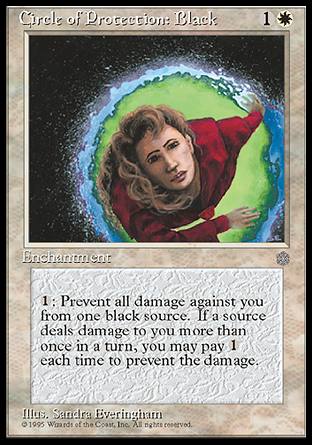 Circle of Protection: Black 1
Enchantment
1: Prevent all damage against you
from one black source. If a source
deals damage to you more than
once in a turn, you may pay 1
each time to prevent the damage.
Illus. Sandra Everingham
©1995 Wizards of the Coast, Inc. All rights reserved.